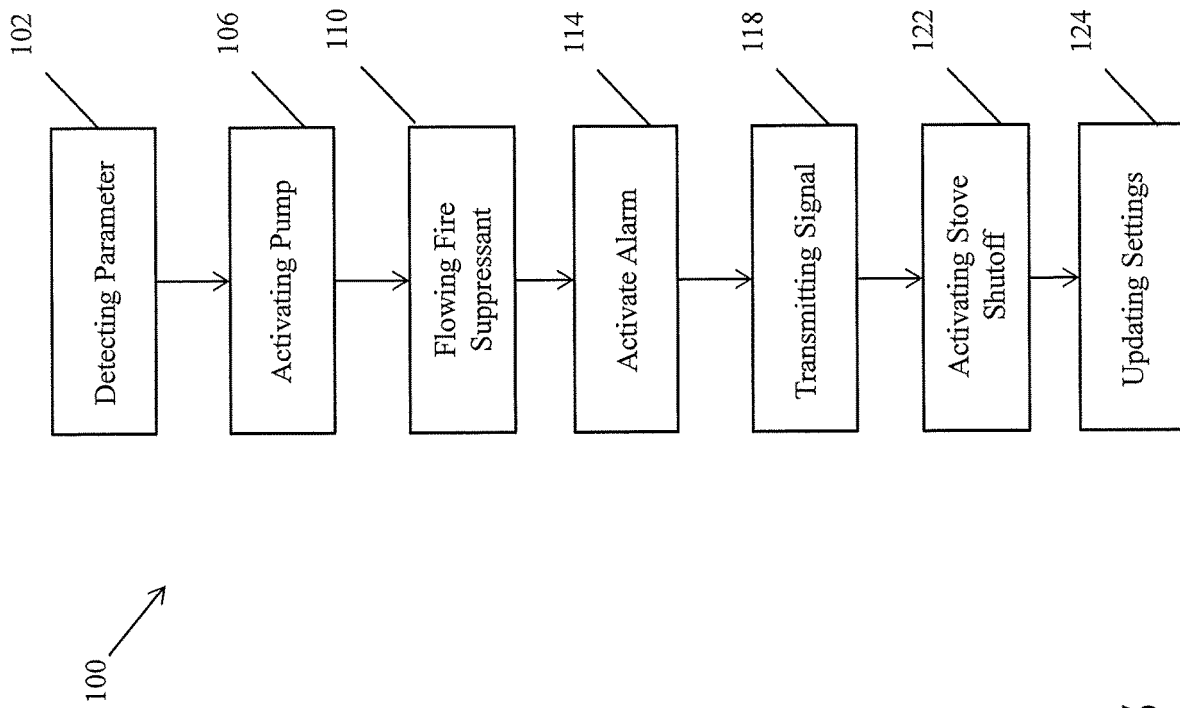 100
102
Detecting Parameter
106
Activating Pump
110
Flowing Fire
Suppressant
114
Activate Alarm
118
Transmitting Signal
122
Activating Stove
Shutoff
124
Updating Settings